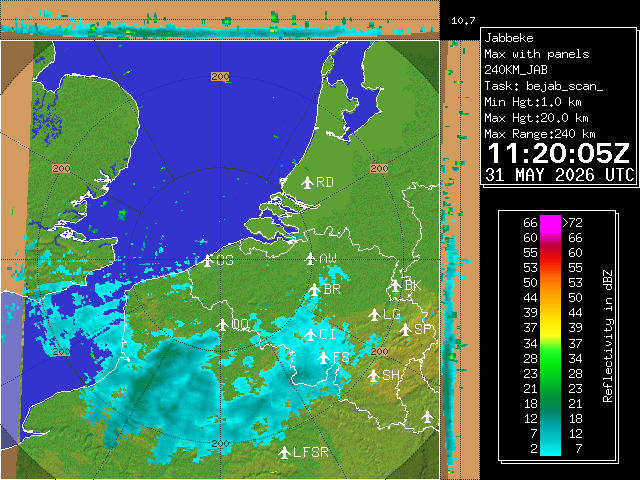 10.7
Jabbeke
Max with panels
240KM_JAB
Task: bejab_scan_
Min Hgt:1.0 km
Max Hgt:20.0 km
Max Range:240 km
11:20:05Z
31 MAY 2026 UTC
200
200
200
RD
OS
AW
BR
BK
QO
LG
CI
SP
200
FS
200
SH
200
LFSR
66 >72
60 66
55 60
53 55
50 53
44 50
39 44
37 39
34 37
28 34
23 28
21 23
18 21
12 18
7 12
2 7
Reflectivity in dBZ